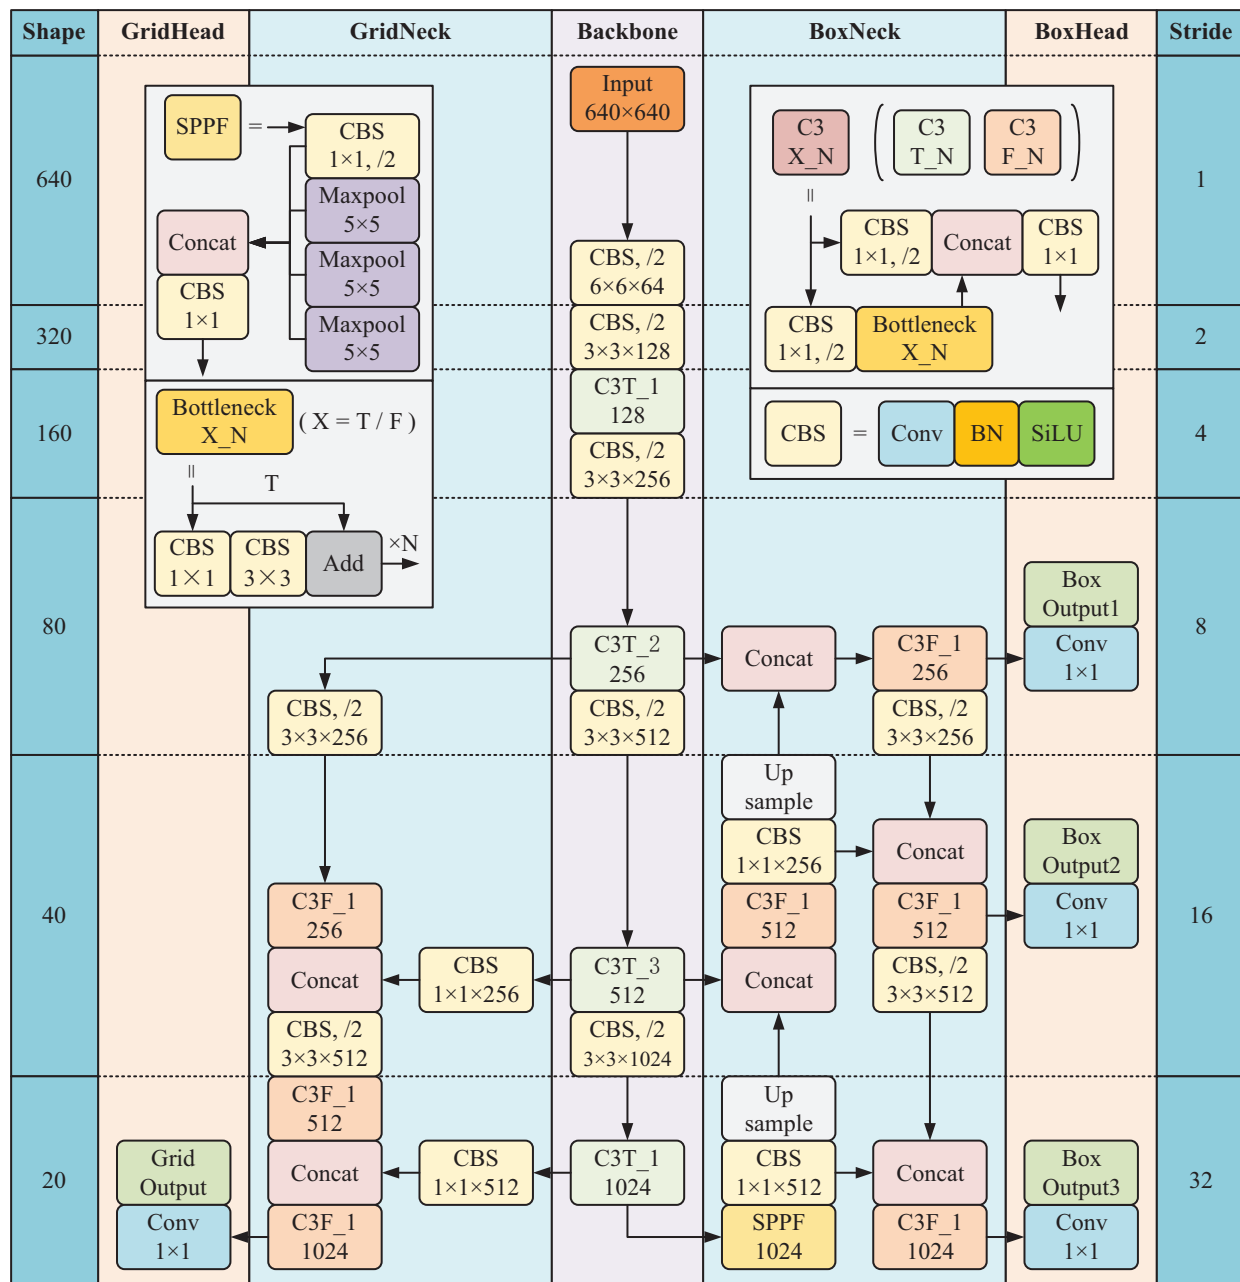 Shape
GridHead
GridNeck
Backbone
BoxNeck
BoxHead
Stride
640
320
160
80
40
20
SPPF
=
CBS
1×1, /2
Maxpool
5×5
Maxpool
5×5
Maxpool
5×5
Concat
CBS
1×1
Bottleneck
X_N
( X = T / F )
=
T
CBS
1×1
CBS
3×3
Add
×N
CBS, /2
3×3×256
C3F_1
256
Concat
CBS
1×1×256
CBS, /2
3×3×512
C3F_1
512
Concat
CBS
1×1×512
C3F_1
1024
Grid
Output
Conv
1×1
Input
640×640
CBS, /2
6×6×64
CBS, /2
3×3×128
C3T_1
128
CBS, /2
3×3×256
C3T_2
256
CBS, /2
3×3×512
C3T_3
512
CBS, /2
3×3×1024
C3T_1
1024
C3
X_N
(
C3
T_N
C3
F_N
)
=
CBS
1×1, /2
Concat
CBS
1×1
CBS
1×1, /2
Bottleneck
X_N
CBS
=
Conv
BN
SiLU
Concat
C3F_1
256
CBS, /2
3×3×256
Up
sample
CBS
1×1×256
C3F_1
512
Concat
Concat
C3F_1
512
CBS, /2
3×3×512
Up
sample
CBS
1×1×512
SPPF
1024
Concat
C3F_1
1024
Box
Output1
Conv
1×1
Box
Output2
Conv
1×1
Box
Output3
Conv
1×1
1
2
4
8
16
32